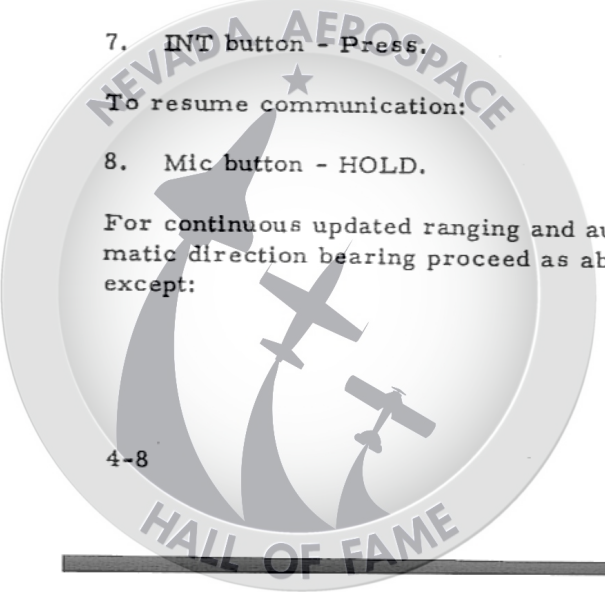 NEVADA AEROSPACE
7. INT button - Press.
To resume communication:
8. Mic button - HOLD.
For continuous updated ranging and au
matic direction bearing proceed as ab
except:
4-8
HALL OF FAME